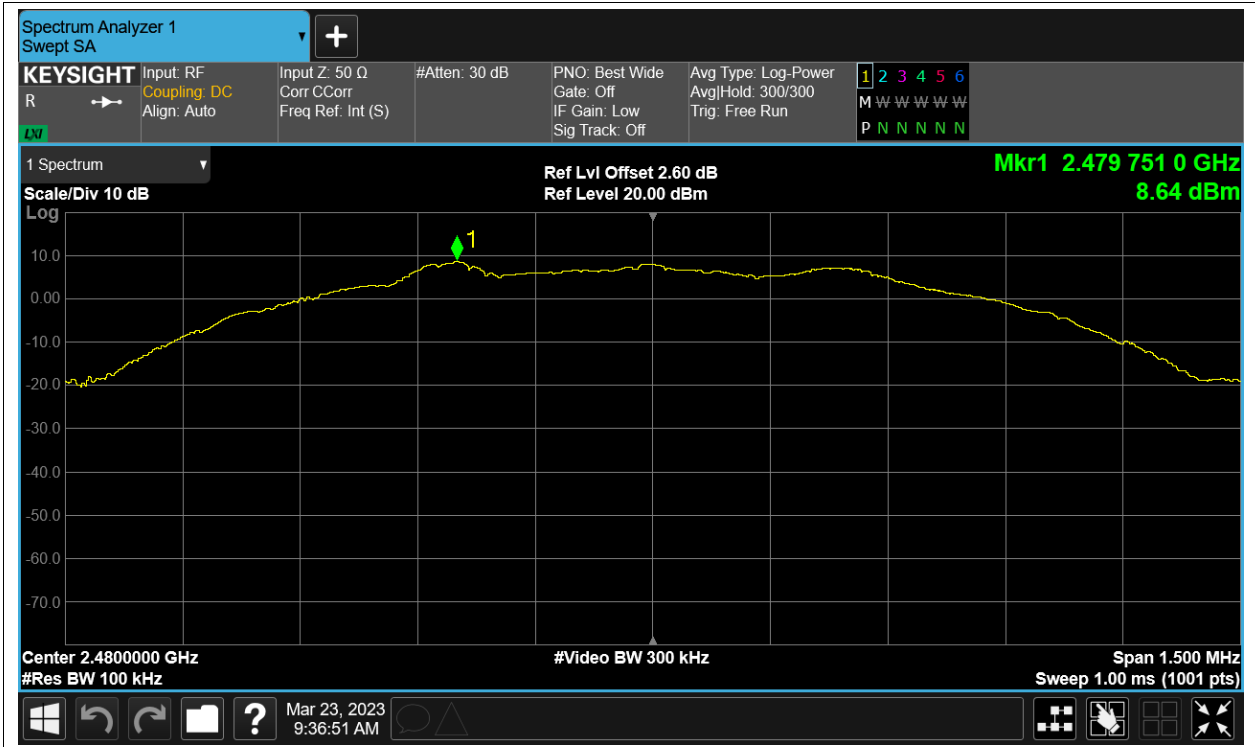 Spectrum Analyzer 1
Swept SA
KEYSIGHT
R
LXI
Input: RF
Coupling: DC
Align: Auto
Input Z: 50 Ω
Corr CCorr
Freq Ref: Int (S)
#Atten: 30 dB
PNO: Best Wide
Gate: Off
IF Gain: Low
Sig Track: Off
Avg Type: Log-Power
Avg|Hold: 300/300
Trig: Free Run
1 2 3 4 5 6
M W W W W W
P N N N N N
1 Spectrum
Scale/Div 10 dB
Log
Ref Lvl Offset 2.60 dB
Ref Level 20.00 dBm
Mkr1 2.479 751 0 GHz
8.64 dBm
1
10.0
0.00
-10.0
-20.0
-30.0
-40.0
-50.0
-60.0
-70.0
Center 2.4800000 GHz
#Video BW 300 kHz
Span 1.500 MHz
#Res BW 100 kHz
Sweep 1.00 ms (1001 pts)
?
Mar 23, 2023
9:36:51 AM